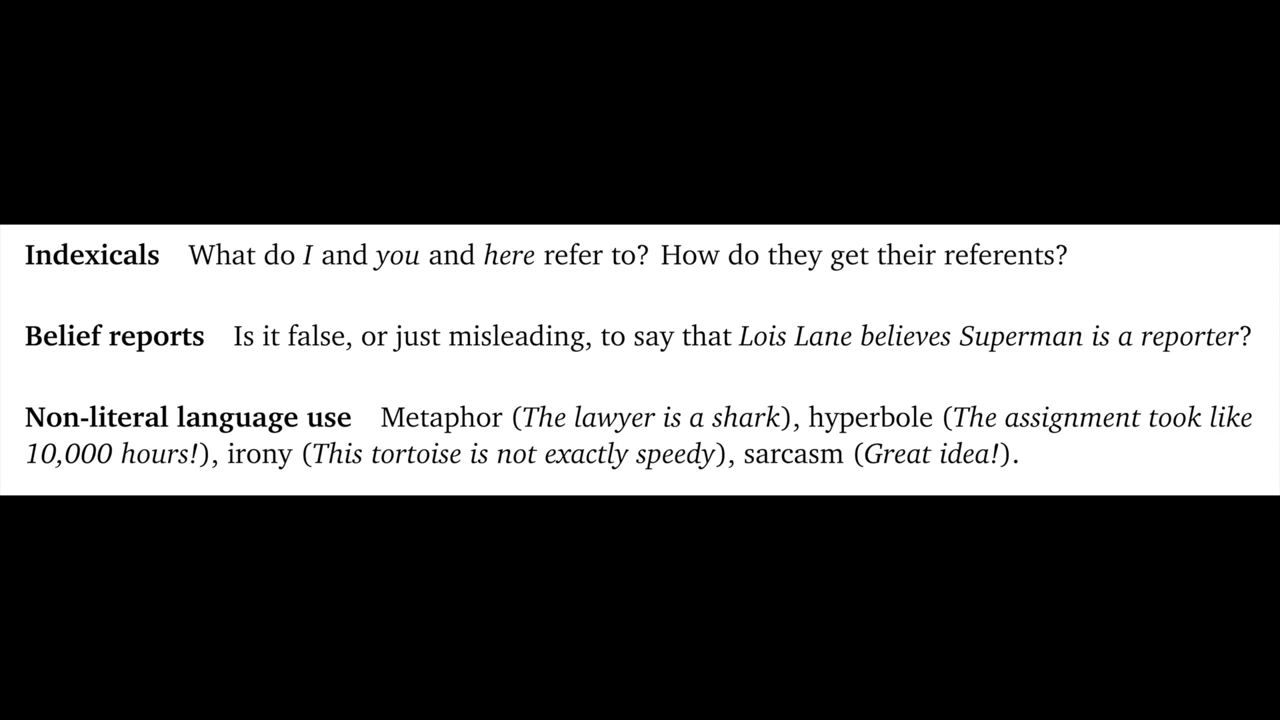 Indexicals What do I and you and here refer to? How do they get their referents?
Belief reports Is it false, or just misleading, to say that Lois Lane believes Superman is a reporter?
Non-literal language use Metaphor (The lawyer is a shark), hyperbole (The assignment took like
10,000 hours!), irony (This tortoise is not exactly speedy), sarcasm (Great idea!).